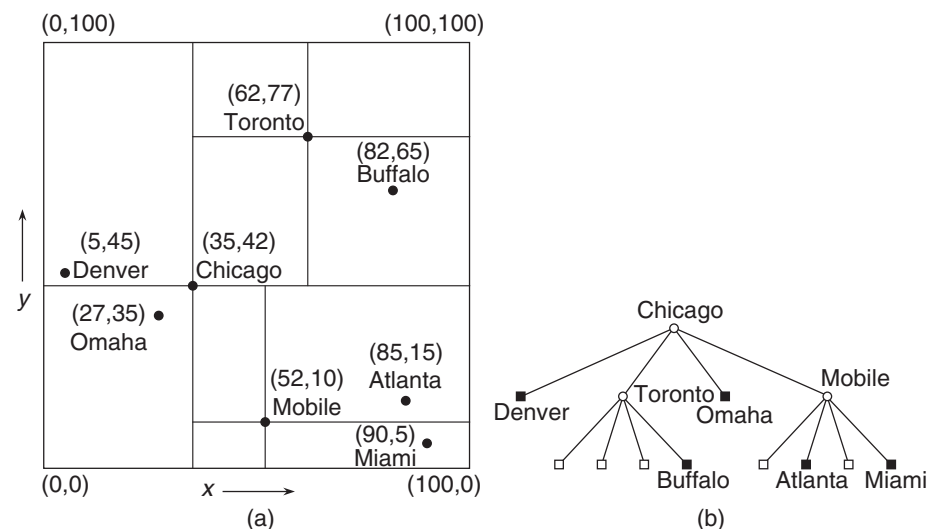 (0,100)
(100,100)
(62,77)
Toronto
(82,65)
Buffalo
(5,45)
Denver
(35,42)
Chicago
y
(27,35)
Omaha
(52,10)
Mobile
(85,15)
Atlanta
(90,5)
Miami
(0,0)
x
(100,0)
(a)
Chicago
Denver
Toronto
Omaha
Mobile
Buffalo
Atlanta
Miami
(b)